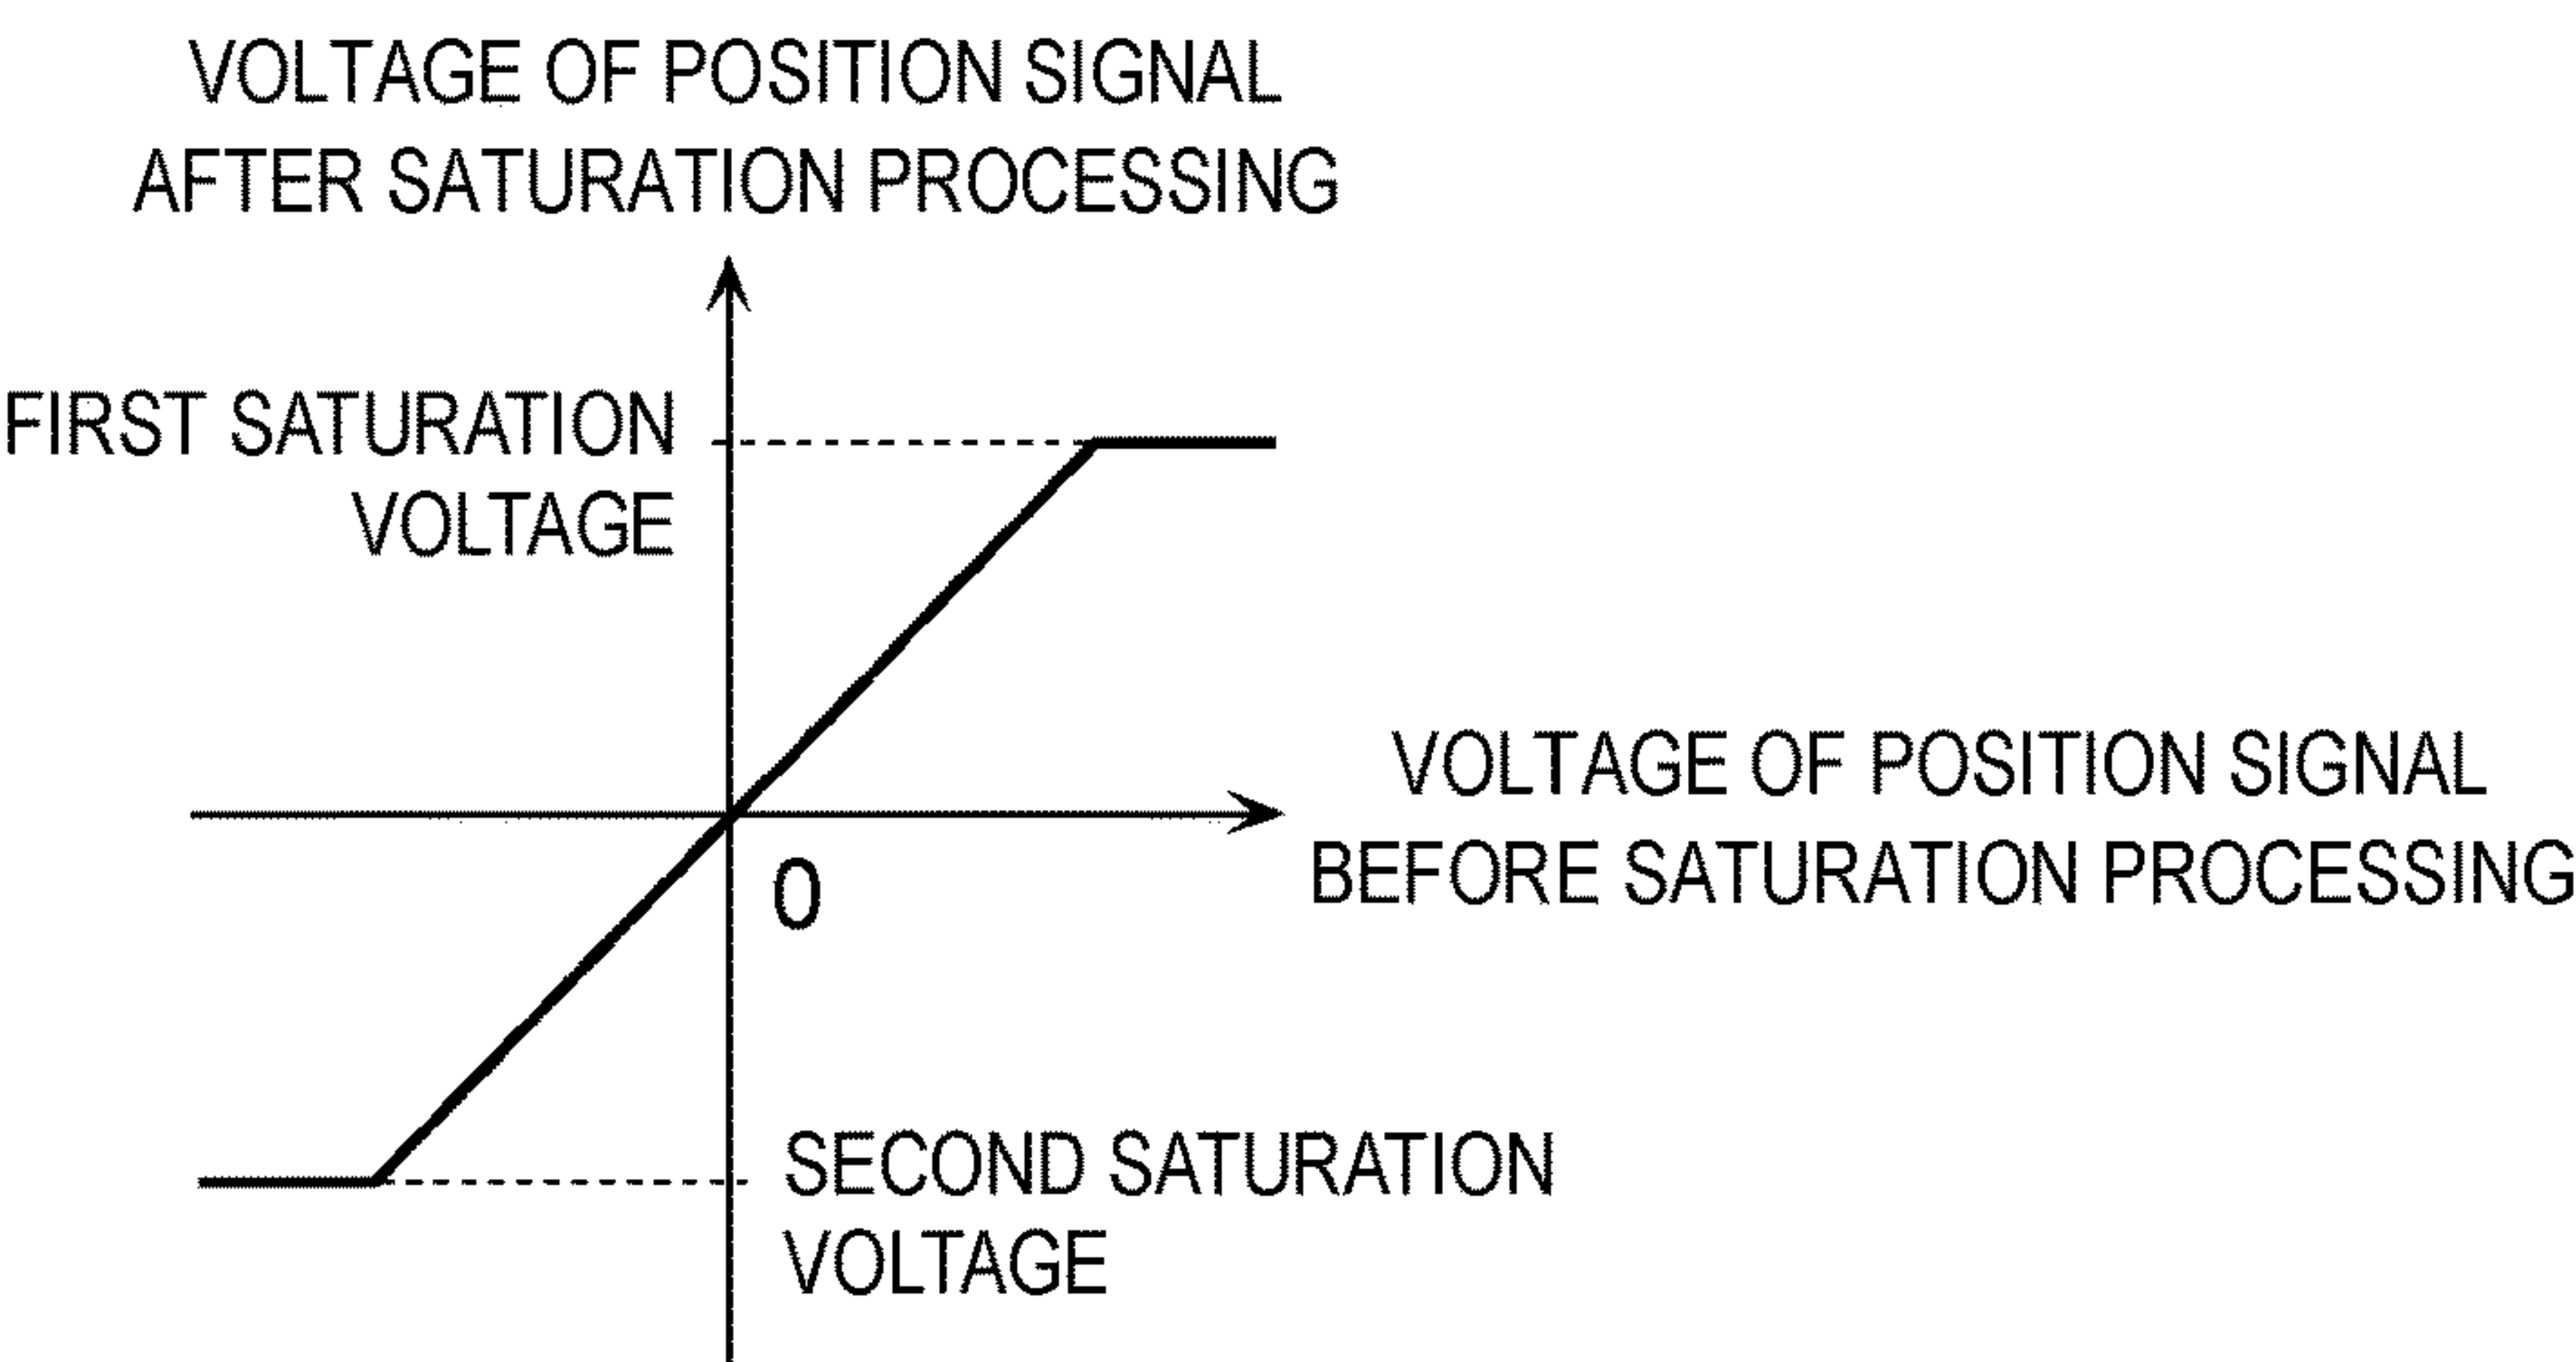 VOLTAGE OF POSITION SIGNAL
AFTER SATURATION PROCESSING
FIRST SATURATION
VOLTAGE
VOLTAGE OF POSITION SIGNAL
BEFORE SATURATION PROCESSING
0
SECOND SATURATION
VOLTAGE